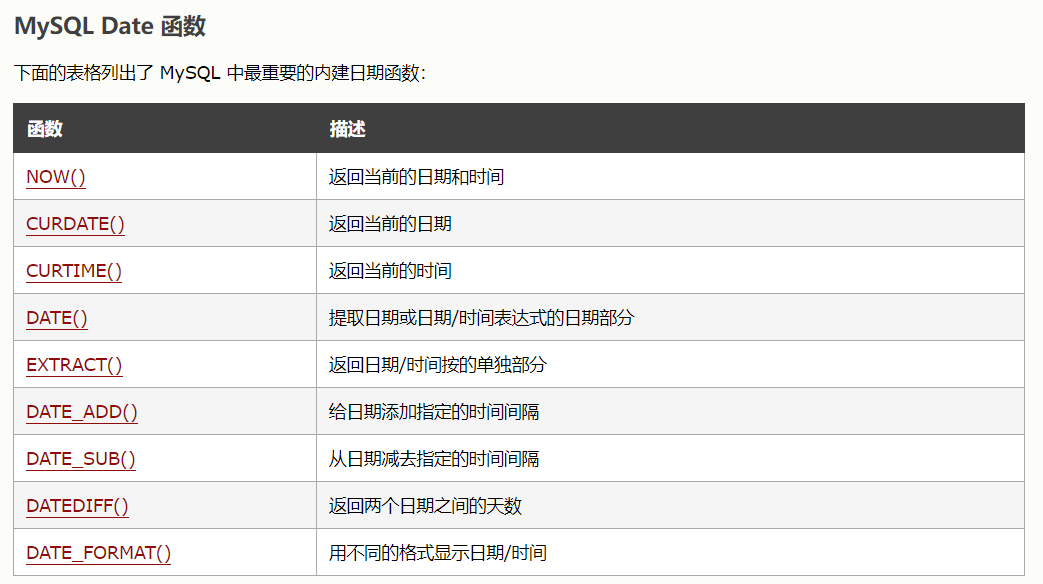 MySQL Date 函数
下面的表格列出了 MySQL 中最重要的内建日期函数：
函数 描述
NOW() 返回当前的日期和时间
CURDATE() 返回当前的日期
CURTIME() 返回当前的时间
DATE() 提取日期或日期/时间表达式的日期部分
EXTRACT() 返回日期/时间按的单独部分
DATE_ADD() 给日期添加指定的时间间隔
DATE_SUB() 从日期减去指定的时间间隔
DATEDIFF() 返回两个日期之间的天数
DATE_FORMAT() 用不同的格式显示日期/时间